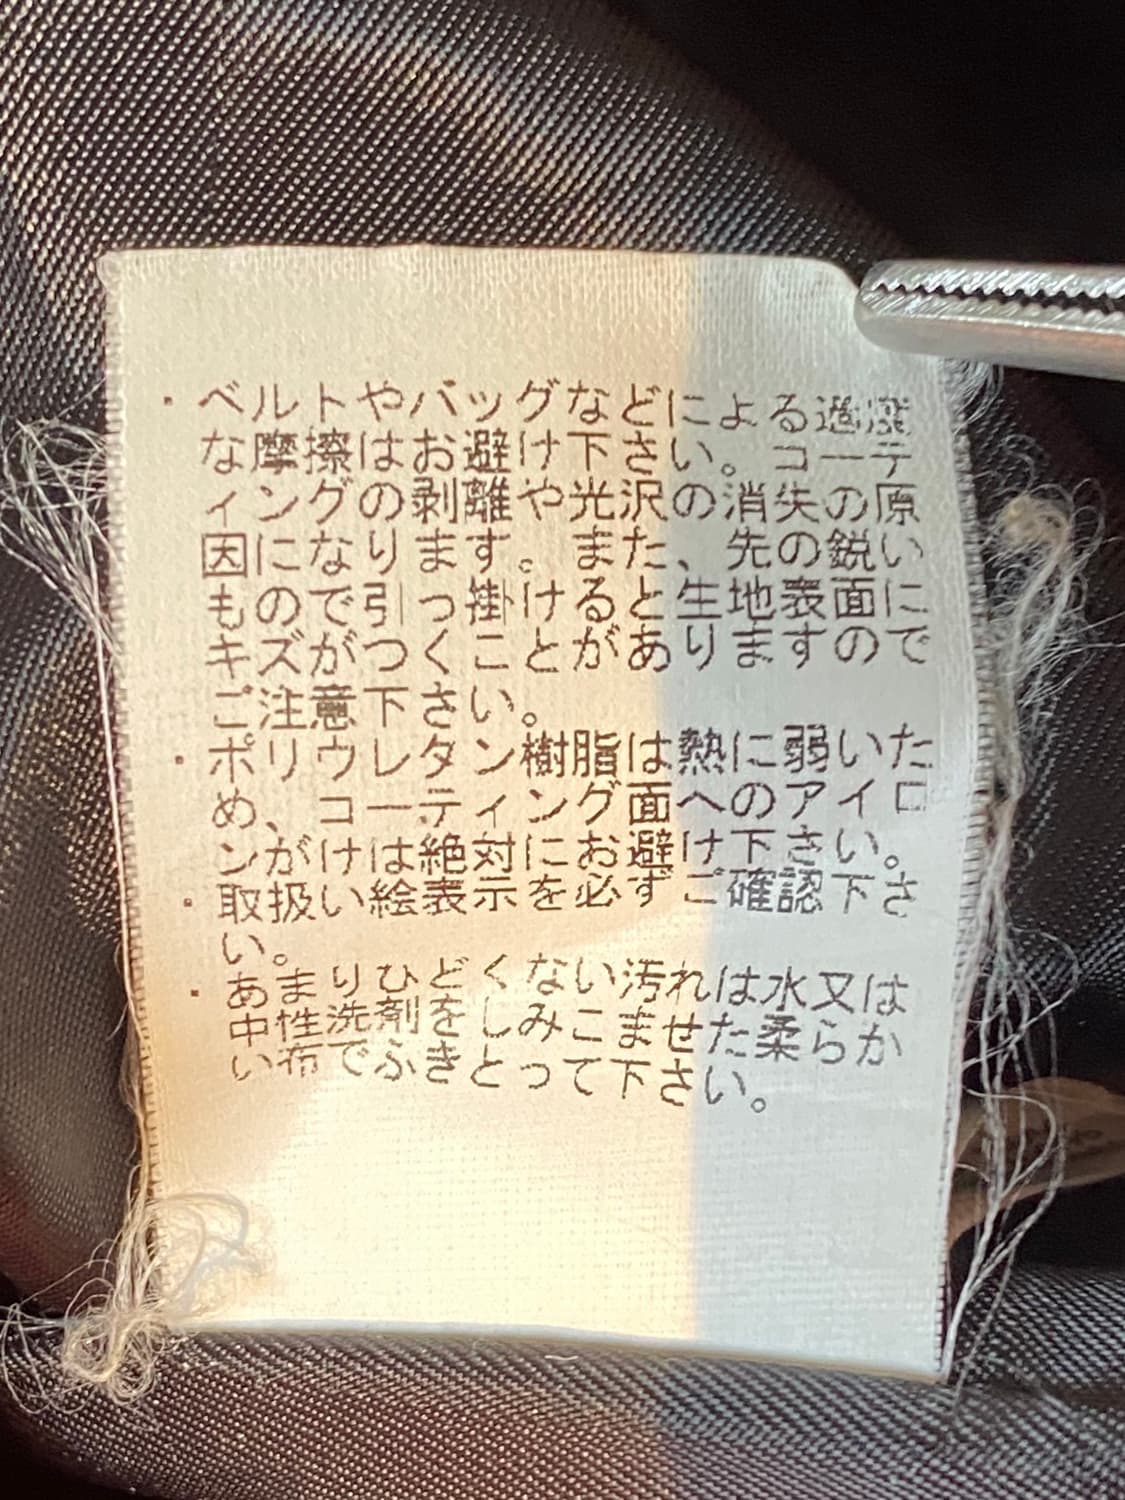 ・ベルトやバッグなどによる過度
な摩擦はお避け下さい。コーテ
ィングの剥離や光沢の消失の原
因になります。また、先の鋭い
もので引っ掛けると生地表面に
キズがつくことがありますので
ご注意下さい。
・ポリウレタン樹脂は熱に弱いた
め、コーティング面へのアイロ
ンがけは絶対にお避け下さい。
・取扱い絵表示を必ずご確認下さ
い。
・あまりひどくない汚れは水又は
中性洗剤をしみこませた柔らか
い布でふきとって下さい。